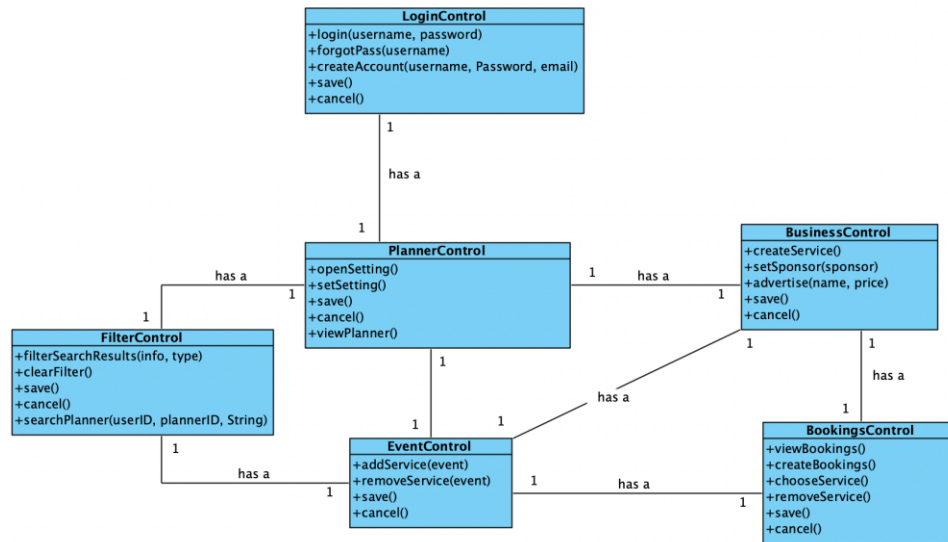 LoginControl
+login(username, password)
+forgotPass(username)
+createAccount(username, Password, email)
+save()
+cancel()
1
has a
1
PlannerControl
+openSetting()
+setSetting()
+save()
+cancel()
+viewPlanner()
has a
1
1
1
has a
1
BusinessControl
+createService()
+setSponsor(sponsor)
+advertise(name, price)
+save()
+cancel()
FilterControl
+filterSearchResults(info, type)
+clearFilter()
+save()
+cancel()
+searchPlanner(userID, plannerID, String)
1
1
1
has a
1
1
has a
1
1
has a
1
EventControl
+addService(event)
+removeService(event)
+save()
+cancel()
1
has a
1
BookingsControl
+viewBookings()
+createBookings()
+chooseService()
+removeService()
+save()
+cancel()